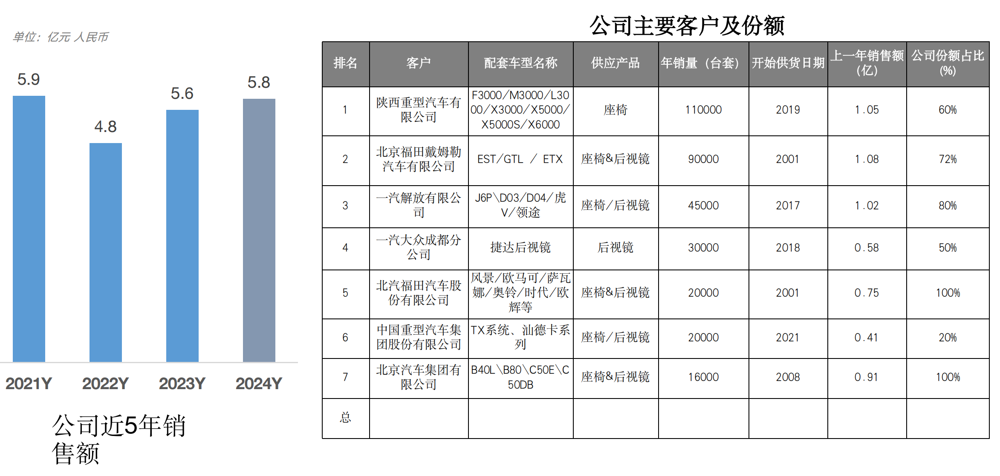 单位：亿元 人民币
5.9
4.8
5.6
5.8
2021Y
2022Y
2023Y
2024Y
公司近5年销
售额
公司主要客户及份额
排名
客户
配套车型名称
供应产品
年销量（台套）
开始供货日期
上一年销售额
（亿）
公司份额占比
(%)
1
陕西重型汽车有
限公司
F3000/M3000/L30
00/X3000/X5000/
X5000S/X6000
座椅
110000
2019
1.05
60%
2
北京福田戴姆勒
汽车有限公司
EST/GTL / ETX
座椅&后视镜
90000
2001
1.08
72%
3
一汽解放有限公
司
J6P\D03/D04/虎
V/领途
座椅/后视镜
45000
2017
1.02
80%
4
一汽大众成都分
公司
捷达后视镜
后视镜
30000
2018
0.58
50%
5
北汽福田汽车股
份有限公司
风景/欧马可/萨瓦
娜/奥铃/时代/欧
辉等
座椅&后视镜
20000
2001
0.75
100%
6
中国重型汽车集
团股份有限公司
TX系统、汕德卡系
列
座椅/后视镜
20000
2021
0.41
20%
7
北京汽车集团有
限公司
B40L\B80\C50E\C
50DB
座椅&后视镜
16000
2008
0.91
100%
总